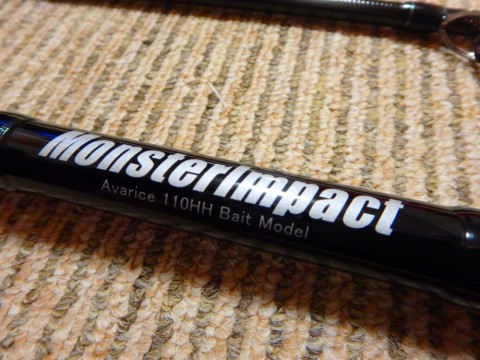 MonsterImpact
Avarice 110HH Bait Model